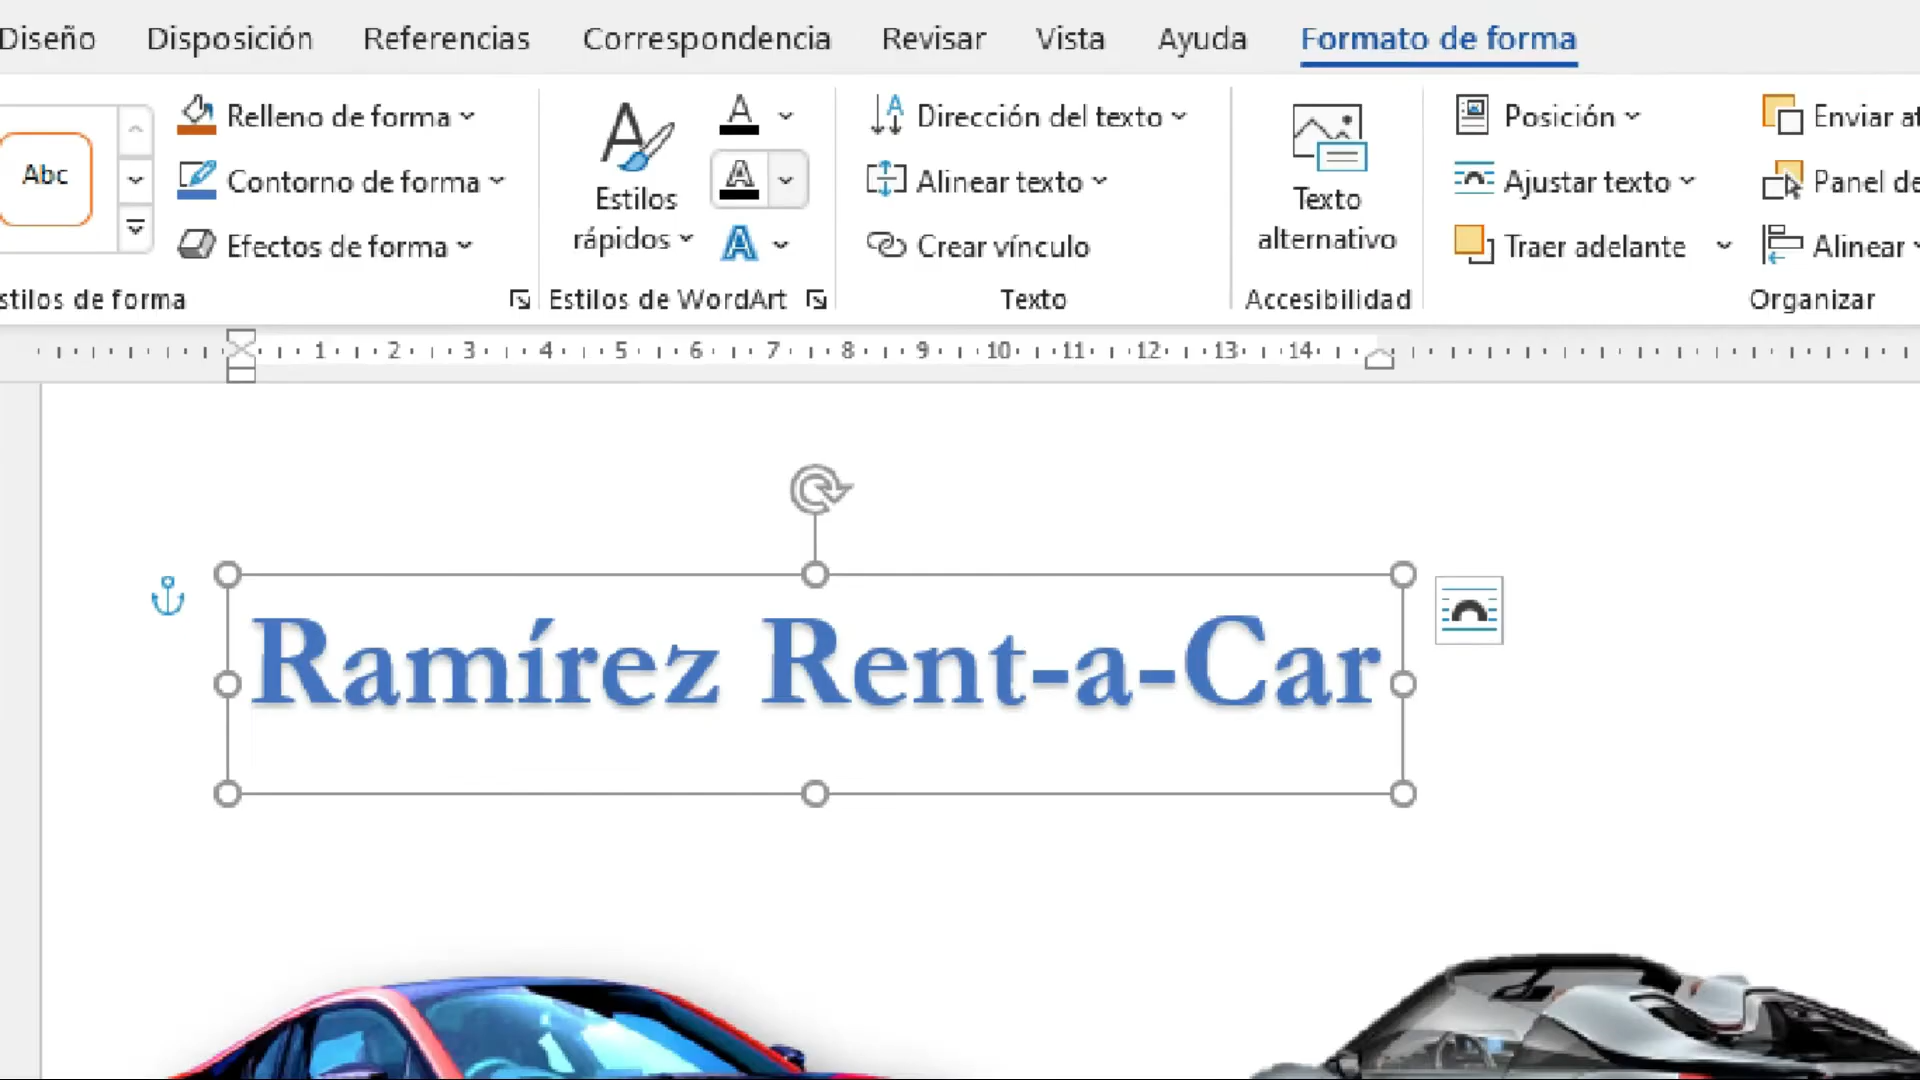 Diseño Disposición Referencias Correspondencia Revisar Vista Ayuda Formato de forma
Abc
Relleno de forma
Contorno de forma
Efectos de forma
Estilos rápidos
Dirección del texto
Alinear texto
Crear vínculo
Texto alternativo
Posición
Ajustar texto
Traer adelante
Enviar at
Panel de
Alinear
stilos de forma
Estilos de WordArt
Texto
Accesibilidad
Organizar
1 2 3 4 5 6 7 8 9 10 11 12 13 14
Ramírez Rent-a-Car